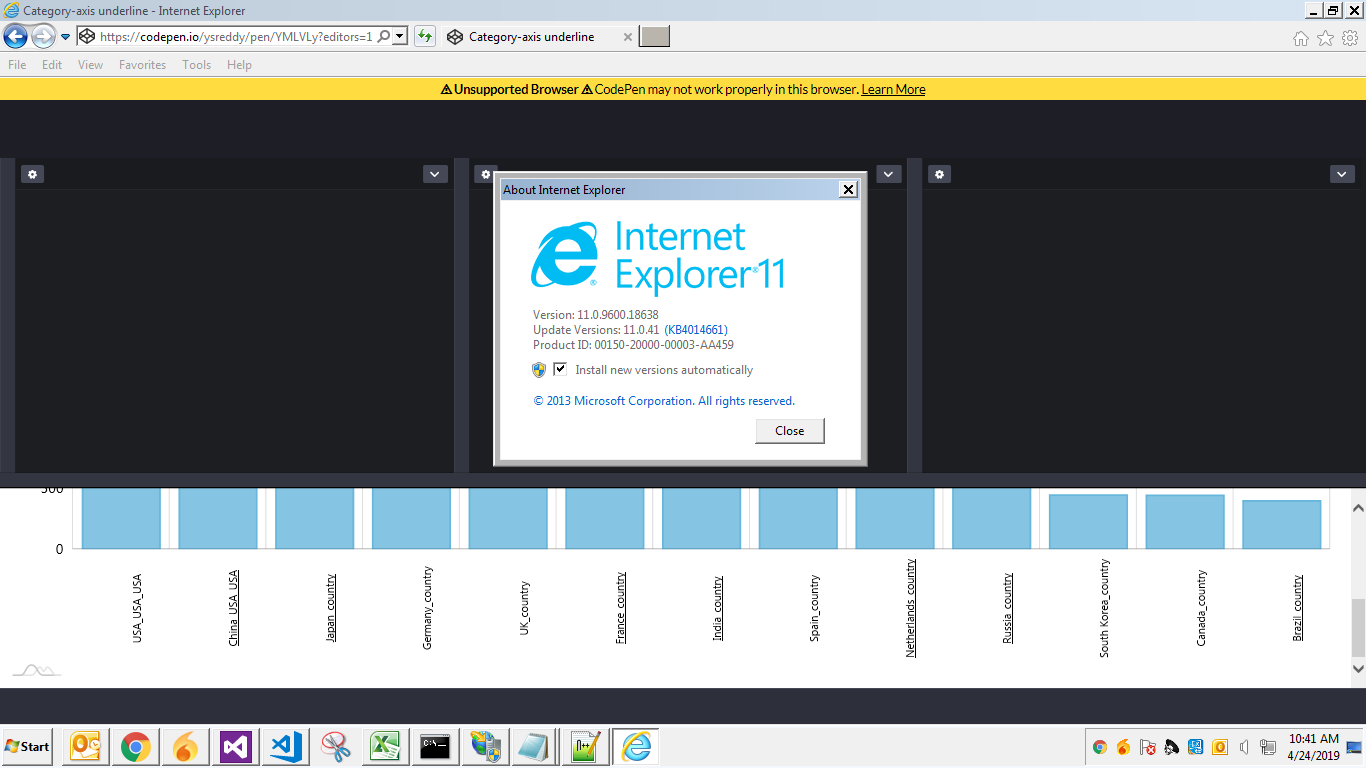 Category-axis underline - Internet Explorer
https://codepen.io/ysreddy/pen/YMLVLy?editors=1
Category-axis underline
File Edit View Favorites Tools Help
⚠ Unsupported Browser ⚠ CodePen may not work properly in this browser. Learn More
About Internet Explorer
Internet
Explorer® 11
Version: 11.0.9600.18638
Update Versions: 11.0.41 (KB4014661)
Product ID: 00150-20000-00003-AA459
Install new versions automatically
© 2013 Microsoft Corporation. All rights reserved.
Close
500
0
USA_USA_USA
China_USA_USA
Japan_country
Germany_country
UK_country
France_country
India_country
Spain_country
Netherlands_country
Russia_country
South Korea_country
Canada_country
Brazil_country
Start
10:41 AM
4/24/2019